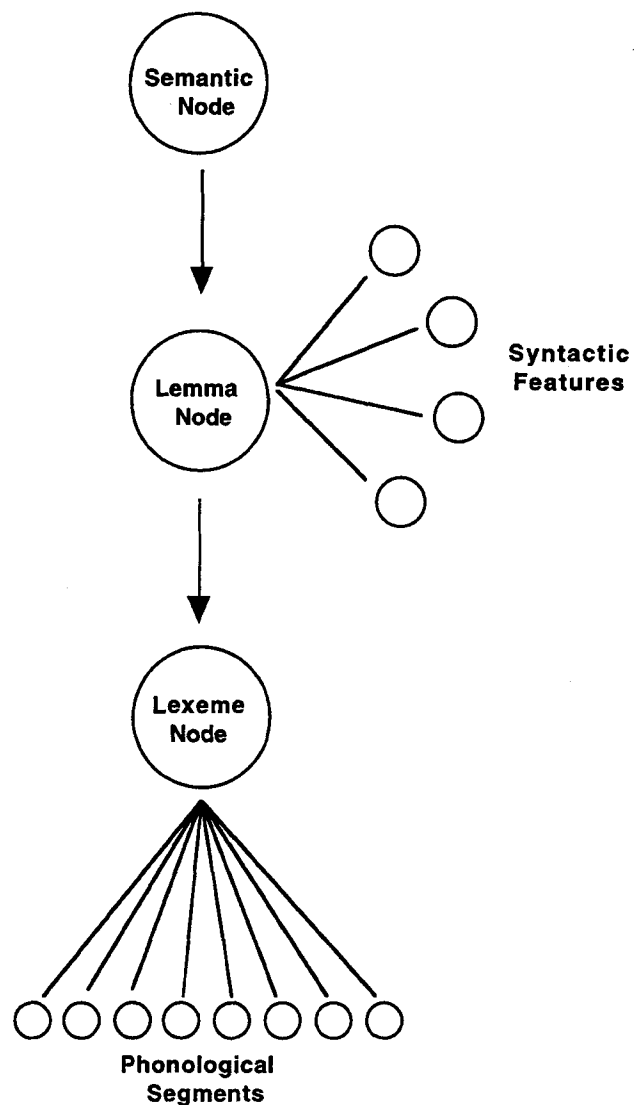 Semantic
Node
Lemma
Node
Syntactic
Features
Lexeme
Node
Phonological
Segments